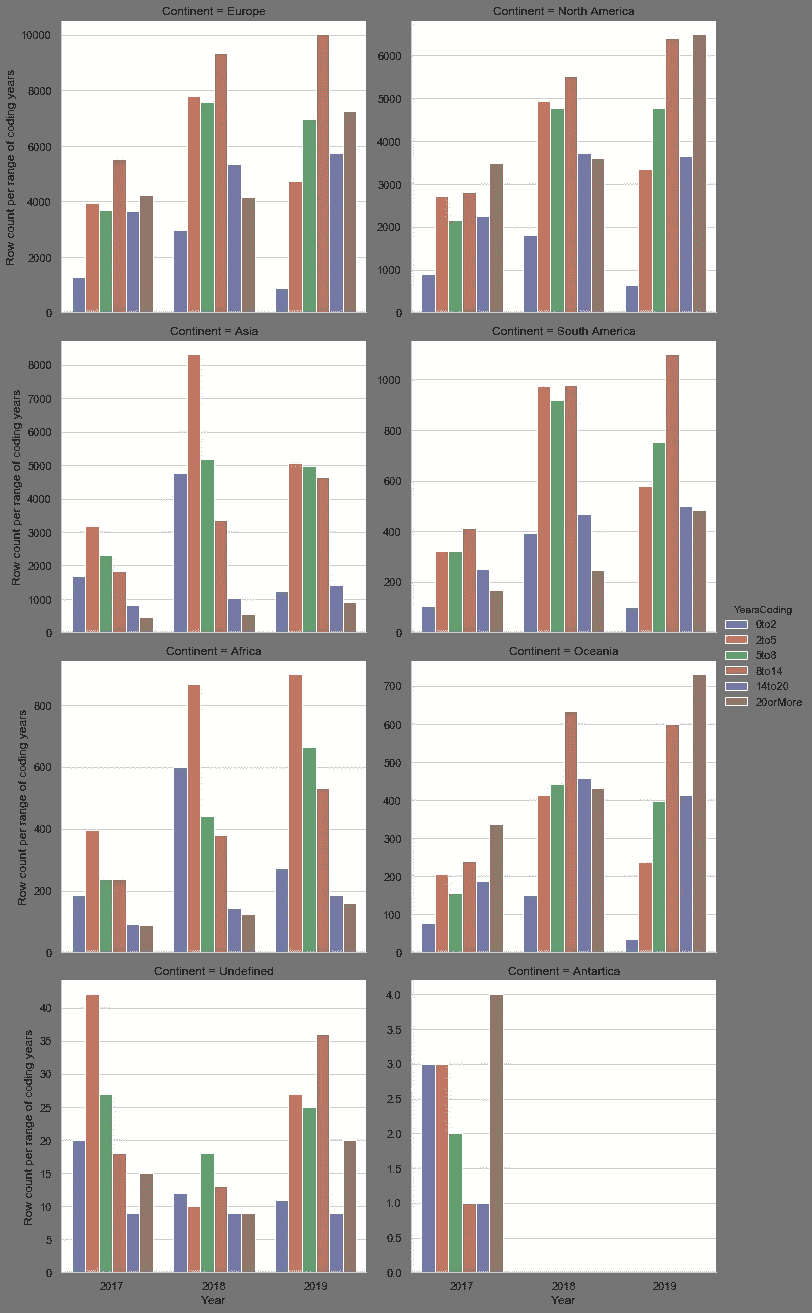 Continent = Europe
Continent = North America
10000
8000
6000
4000
2000
0
Row count per range of coding years
6000
5000
4000
3000
2000
1000
0
Continent = Asia
Continent = South America
8000
7000
6000
5000
4000
3000
2000
1000
0
Row count per range of coding years
1000
800
600
400
200
0
YearsCoding
0to2
2to5
5to8
8to14
14to20
20orMore
Continent = Africa
Continent = Oceania
800
600
400
200
0
Row count per range of coding years
700
600
500
400
300
200
100
0
Continent = Undefined
Continent = Antartica
40
35
30
25
20
15
10
5
0
Row count per range of coding years
4.0
3.5
3.0
2.5
2.0
1.5
1.0
0.5
0.0
2017 2018 2019
Year
2017 2018 2019
Year